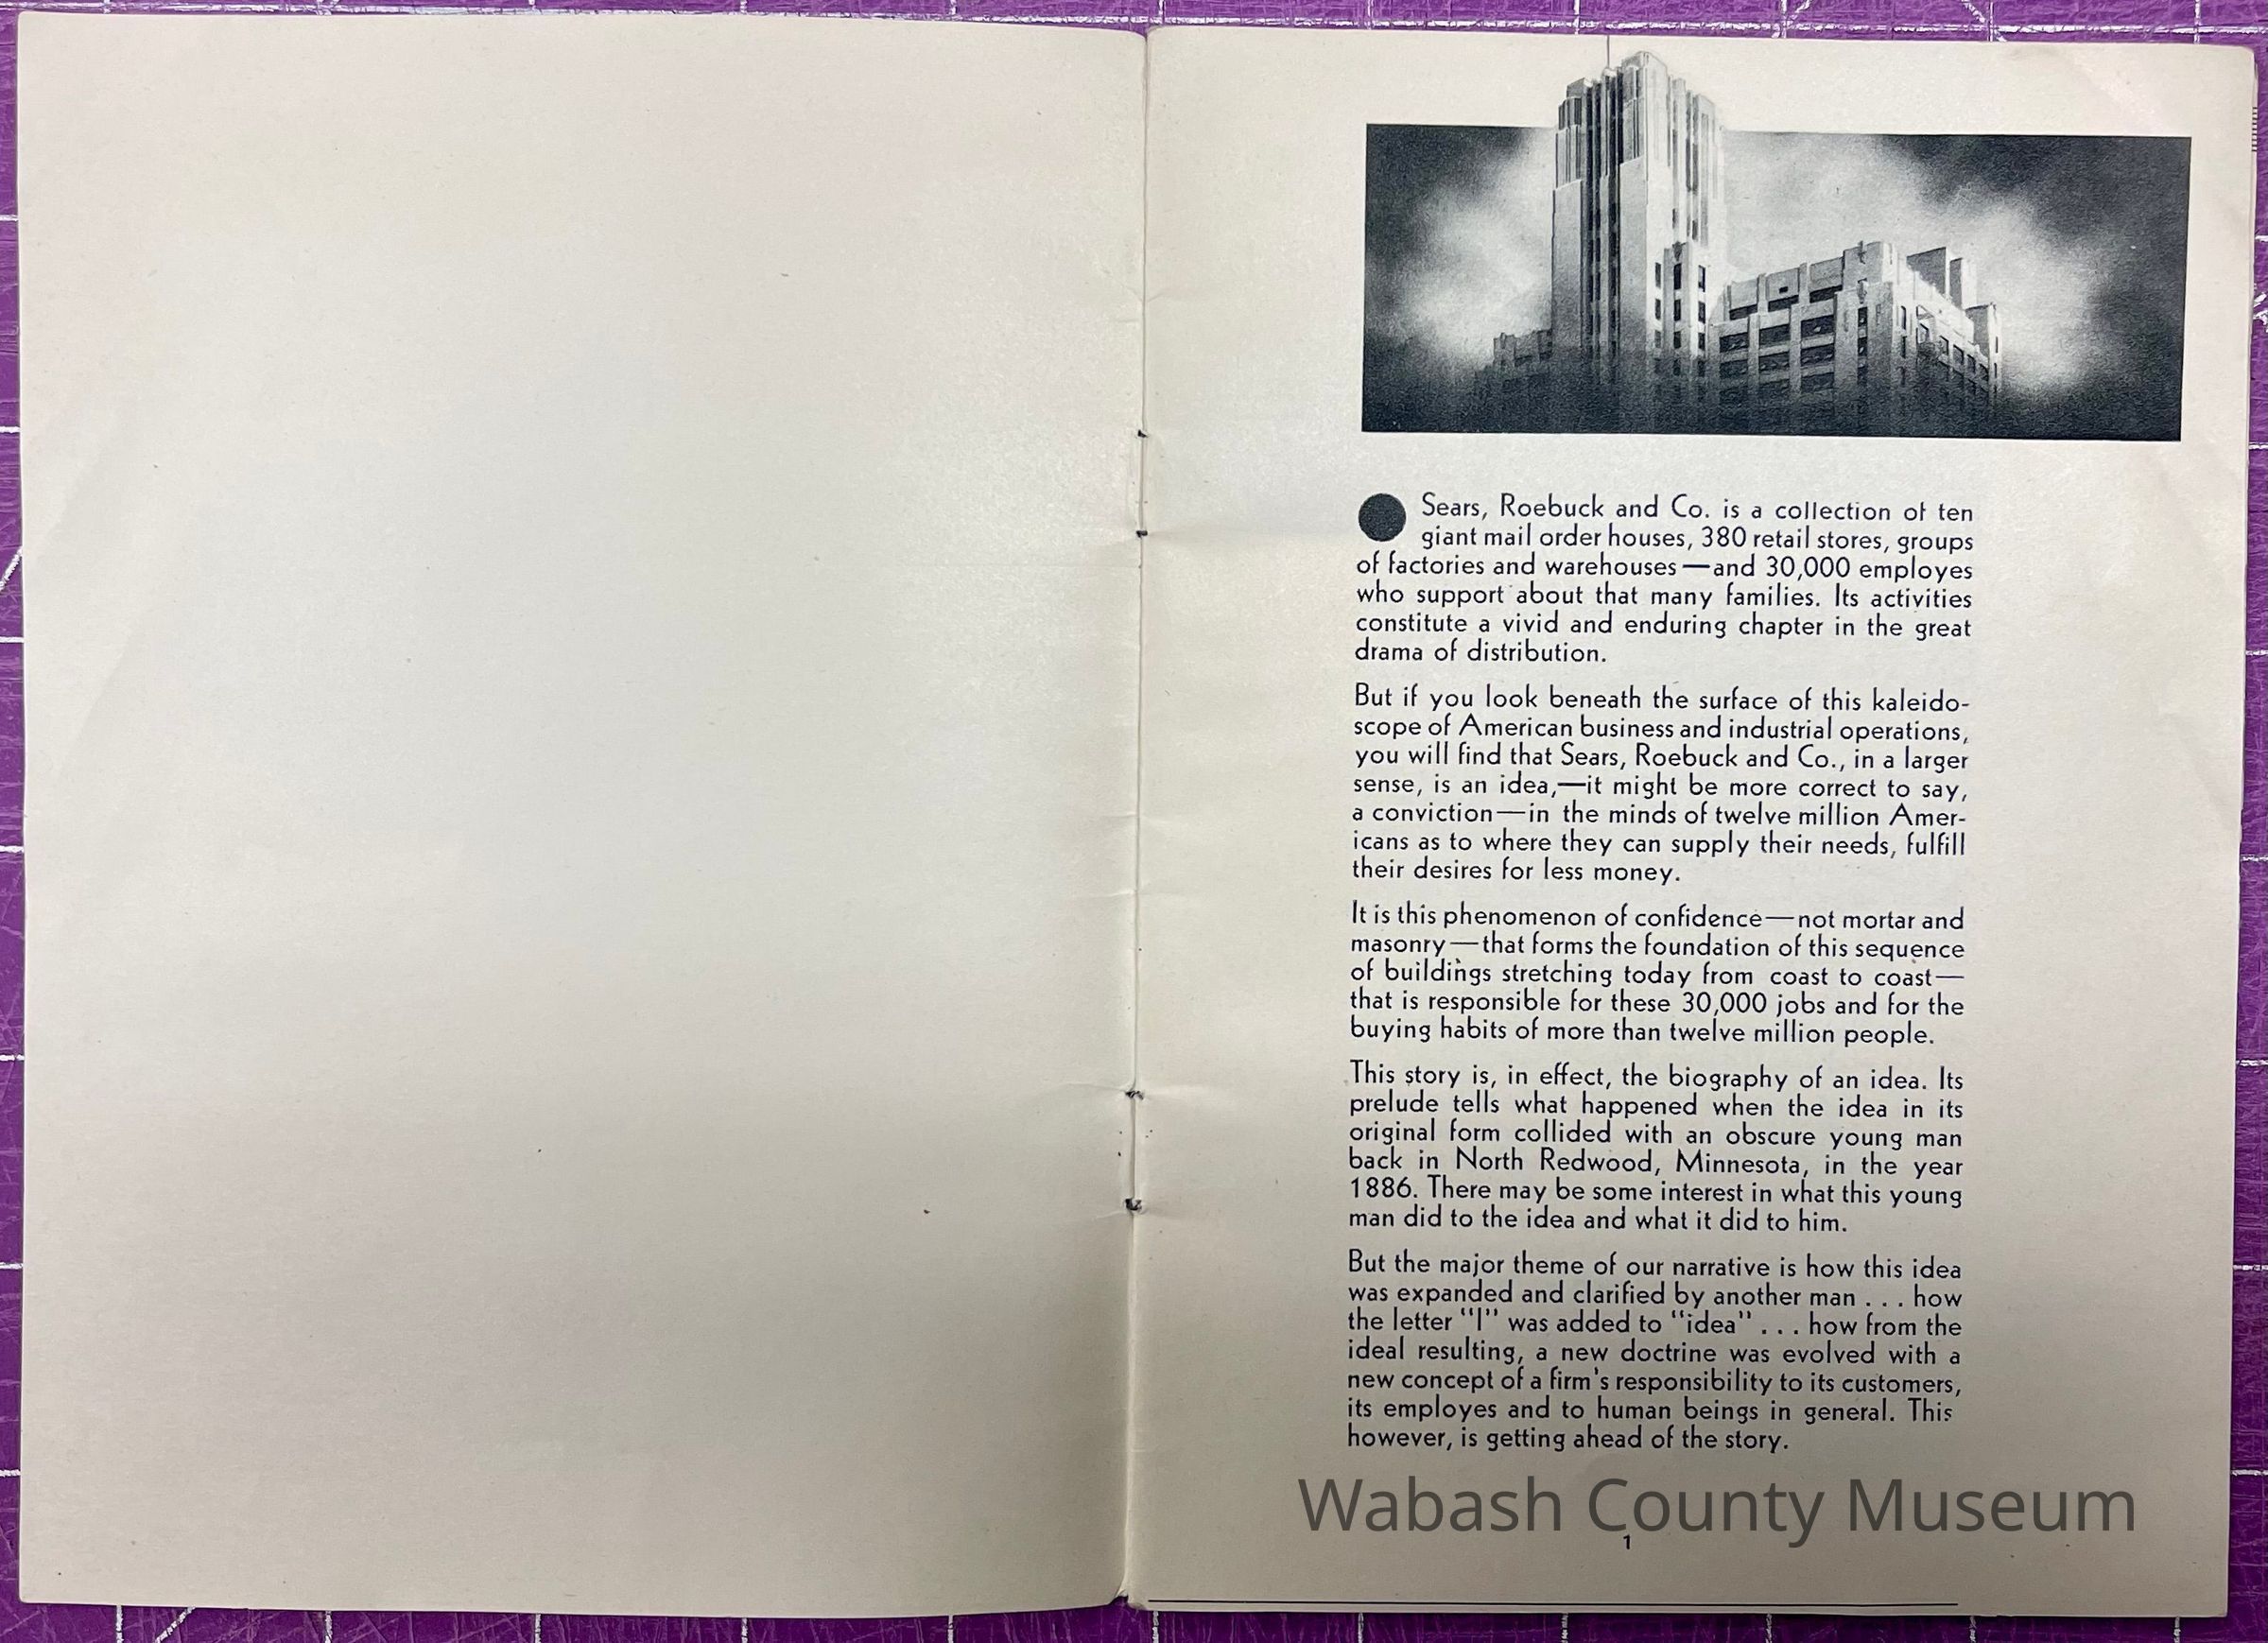 Sears, Roebuck and Co. is a collection of ten
giant mail order houses, 380 retail stores, groups
of factories and warehouses—and 30,000 employes
who support about that many families. Its activities
constitute a vivid and enduring chapter in the great
drama of distribution.
But if you look beneath the surface of this kaleido-
scope of American business and industrial operations,
you will find that Sears, Roebuck and Co., in a larger
sense, is an idea,—it might be more correct to say,
a conviction—in the minds of twelve million Amer-
icans as to where they can supply their needs, fulfill
their desires for less money.
It is this phenomenon of confidence—not mortar and
masonry—that forms the foundation of this sequence
of buildings stretching today from coast to coast—
that is responsible for these 30,000 jobs and for the
buying habits of more than twelve million people.
This story is, in effect, the biography of an idea. Its
prelude tells what happened when the idea in its
original form collided with an obscure young man
back in North Redwood, Minnesota, in the year
1886. There may be some interest in what this young
man did to the idea and what it did to him.
But the major theme of our narrative is how this idea
was expanded and clarified by another man . . . how
the letter "l" was added to "idea" . . . how from the
ideal resulting, a new doctrine was evolved with a
new concept of a firm's responsibility to its customers,
its employes and to human beings in general. This
however, is getting ahead of the story.
Wabash County Museum
1